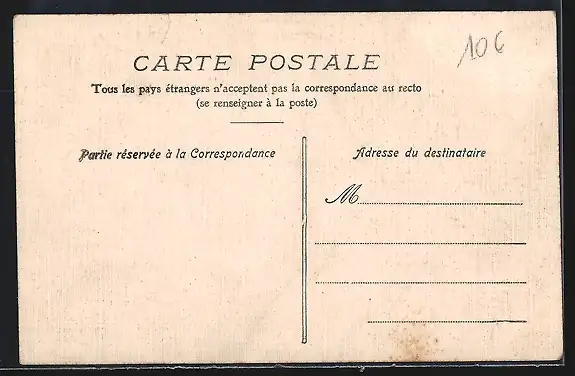 10 €
CARTE POSTALE
Tous les pays étrangers n'acceptent pas la correspondance au recto
(se renseigner à la poste)
Partie réservée à la Correspondance
Adresse du destinataire
M